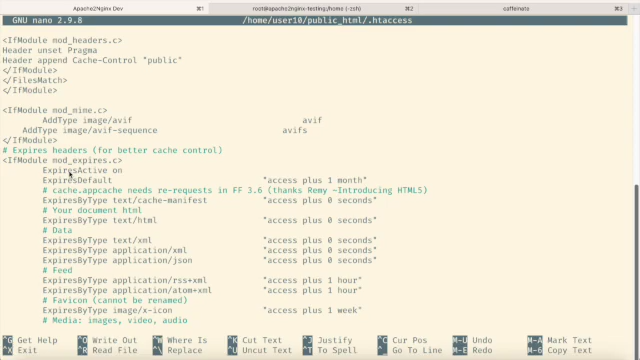 Apache2Nginx Dev ⌘1 root@apache2nginx-testing:/home (-zsh) ⌘2 caffeinate ⌘3
GNU nano 2.9.8 /home/user10/public_html/.htaccess
<IfModule mod_headers.c>
Header unset Pragma
Header append Cache-Control "public"
</IfModule>
</FilesMatch>
</IfModule>
<IfModule mod_mime.c>
AddType image/avif avif
AddType image/avif-sequence avifs
</IfModule>
# Expires headers (for better cache control)
<IfModule mod_expires.c>
ExpiresActive on
ExpiresDefault "access plus 1 month"
# cache.appcache needs re-requests in FF 3.6 (thanks Remy ~Introducing HTML5)
ExpiresByType text/cache-manifest "access plus 0 seconds"
# Your document html
ExpiresByType text/html "access plus 0 seconds"
# Data
ExpiresByType text/xml "access plus 0 seconds"
ExpiresByType application/xml "access plus 0 seconds"
ExpiresByType application/json "access plus 0 seconds"
# Feed
ExpiresByType application/rss+xml "access plus 1 hour"
ExpiresByType application/atom+xml "access plus 1 hour"
# Favicon (cannot be renamed)
ExpiresByType image/x-icon "access plus 1 week"
# Media: images, video, audio
^G Get Help ^O Write Out ^W Where Is ^K Cut Text ^J Justify ^C Cur Pos M-U Undo M-A Mark Text
^X Exit ^R Read File ^\ Replace ^U Uncut Text ^T To Spell ^_ Go To Line M-E Redo M-6 Copy Text